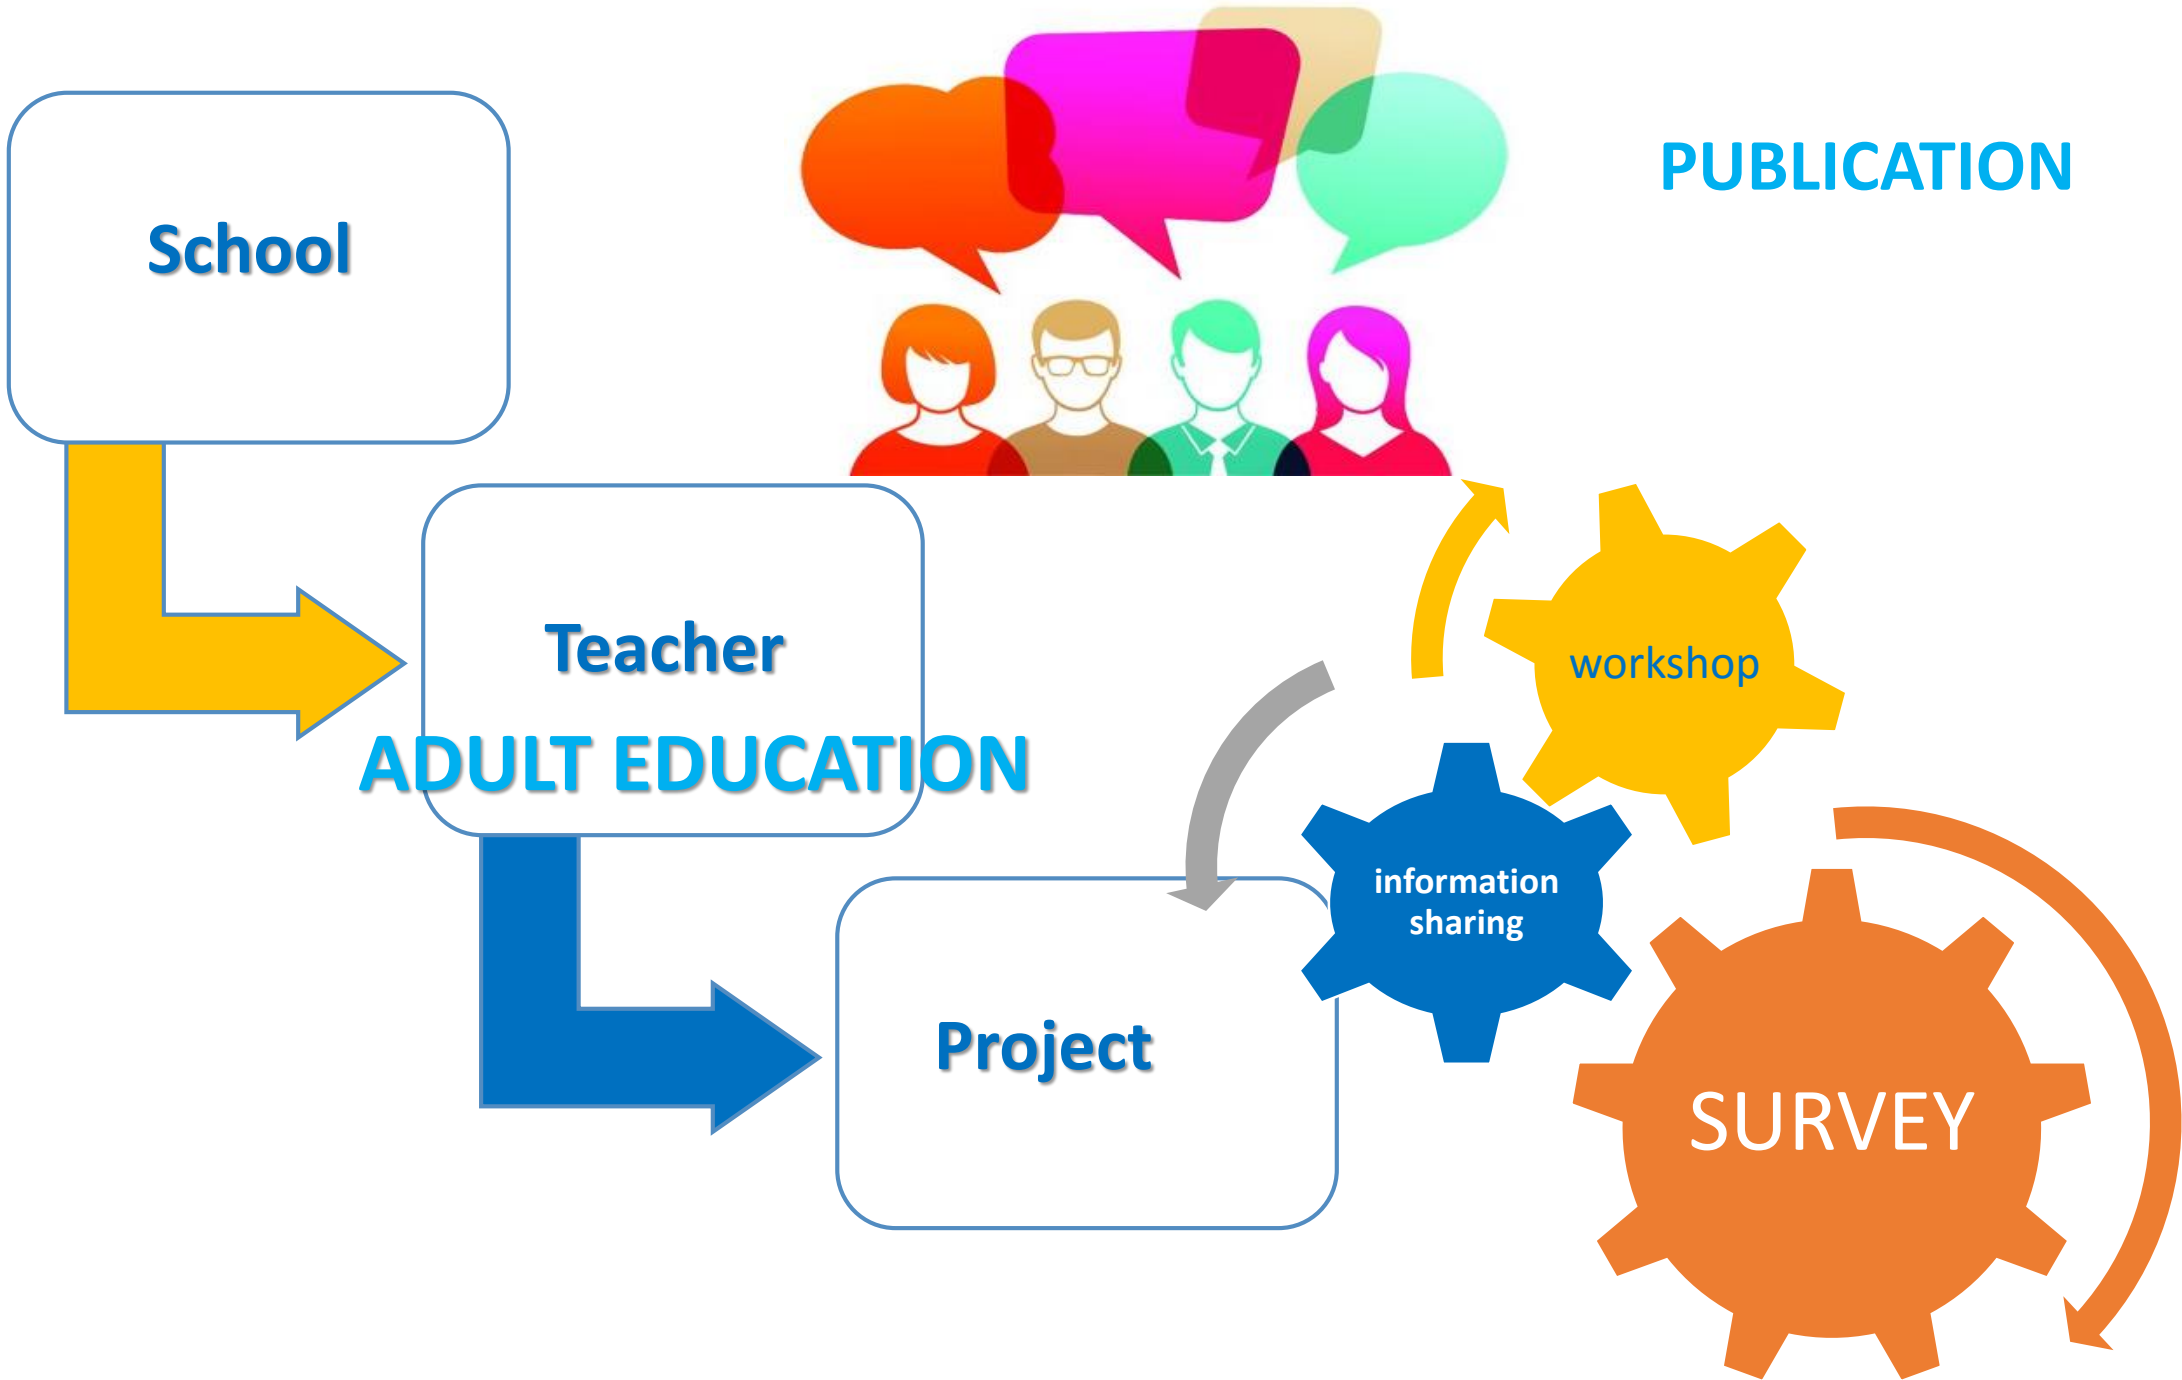 PUBLICATION
School
Teacher
ADULT EDUCATION
workshop
information
sharing
Project
SURVEY